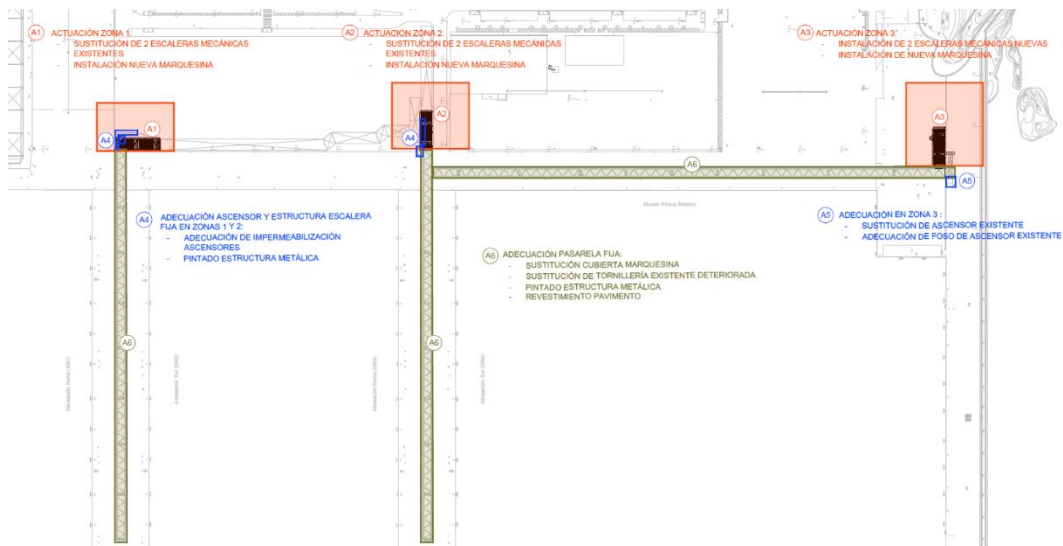 A1 ACTUACIÓN ZONA 1:
- SUSTITUCIÓN DE 2 ESCALERAS MECÁNICAS
EXISTENTES
- INSTALACIÓN NUEVA MARQUESINA
A2 ACTUACIÓN ZONA 2:
- SUSTITUCIÓN DE 2 ESCALERAS MECÁNICAS
EXISTENTES
- INSTALACIÓN NUEVA MARQUESINA
A3 ACTUACIÓN ZONA 3:
- INSTALACIÓN DE 2 ESCALERAS MECÁNICAS NUEVAS
- INSTALACIÓN DE NUEVA MARQUESINA
A4
A1
A4
A2
A3
A6
A5
A4 ADECUACIÓN ASCENSOR Y ESTRUCTURA ESCALERA
FIJA EN ZONAS 1 Y 2:
- ADECUACIÓN DE IMPERMEABILIZACIÓN
ASCENSORES
- PINTADO ESTRUCTURA METÁLICA
A5 ADECUACIÓN EN ZONA 3 :
- SUSTITUCIÓN DE ASCENSOR EXISTENTE
- ADECUACIÓN DE FOSO DE ASCENSOR EXISTENTE
A6 ADECUACIÓN PASARELA FIJA:
- SUSTITUCIÓN CUBIERTA MARQUESINA
- SUSTITUCIÓN DE TORNILLERÍA EXISTENTE DETERIORADA
- PINTADO ESTRUCTURA METÁLICA
- REVESTIMIENTO PAVIMENTO
A6
A6